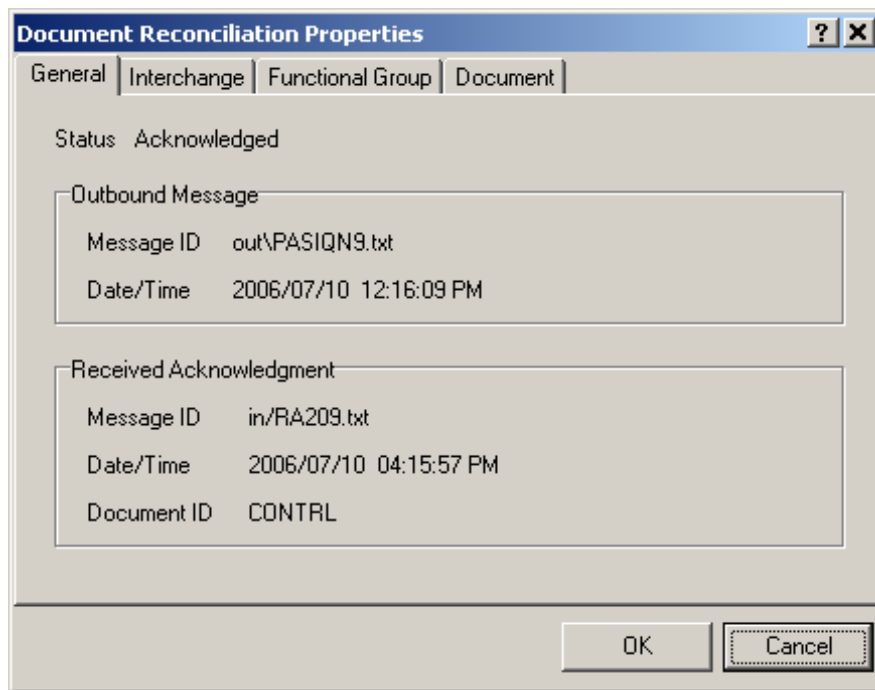 Document Reconciliation Properties
General Interchange Functional Group Document
Status Acknowledged
Outbound Message
Message ID out\PASIQN9.txt
Date/Time 2006/07/10 12:16:09 PM
Received Acknowledgment
Message ID in/RA209.txt
Date/Time 2006/07/10 04:15:57 PM
Document ID CONTRL
OK Cancel